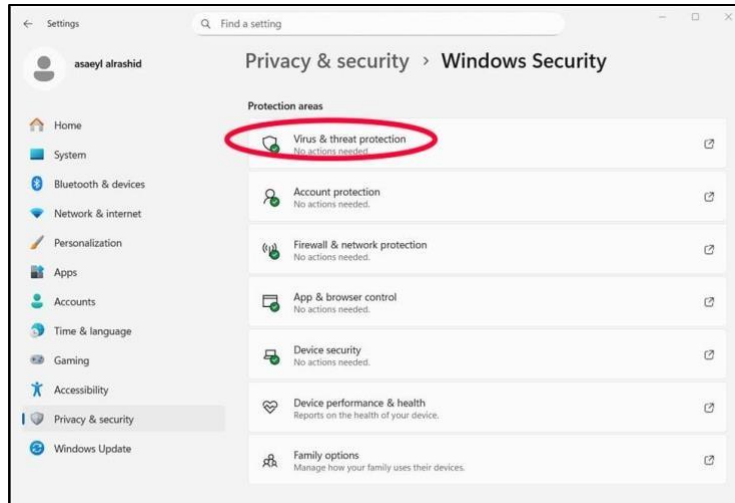 Settings
Find a setting
asaeyl alrashid
Privacy & security > Windows Security
Protection areas
Home
System
Bluetooth & devices
Network & internet
Personalization
Apps
Accounts
Time & language
Gaming
Accessibility
Privacy & security
Windows Update
Virus & threat protection
No actions needed.
Account protection
No actions needed.
Firewall & network protection
No actions needed.
App & browser control
No actions needed.
Device security
No actions needed.
Device performance & health
Reports on the health of your device.
Family options
Manage how your family uses their devices.